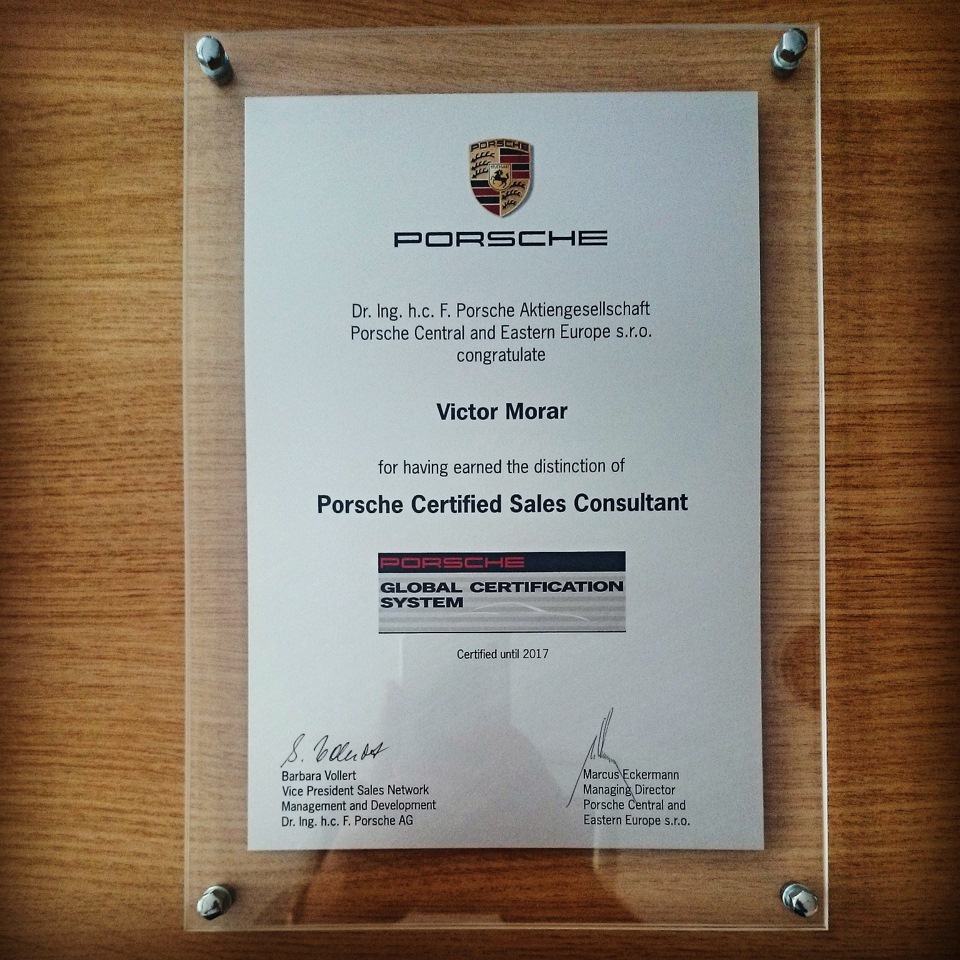 PORSCHE
PORSCHE
Dr. Ing. h.c. F. Porsche Aktiengesellschaft
Porsche Central and Eastern Europe s.r.o.
congratulate
Victor Morar
for having earned the distinction of
Porsche Certified Sales Consultant
PORSCHE
GLOBAL CERTIFICATION
SYSTEM
Certified until 2017
Barbara Vollert
Vice President Sales Network
Management and Development
Dr. Ing. h.c. F. Porsche AG
Marcus Eckermann
Managing Director
Porsche Central and
Eastern Europe s.r.o.